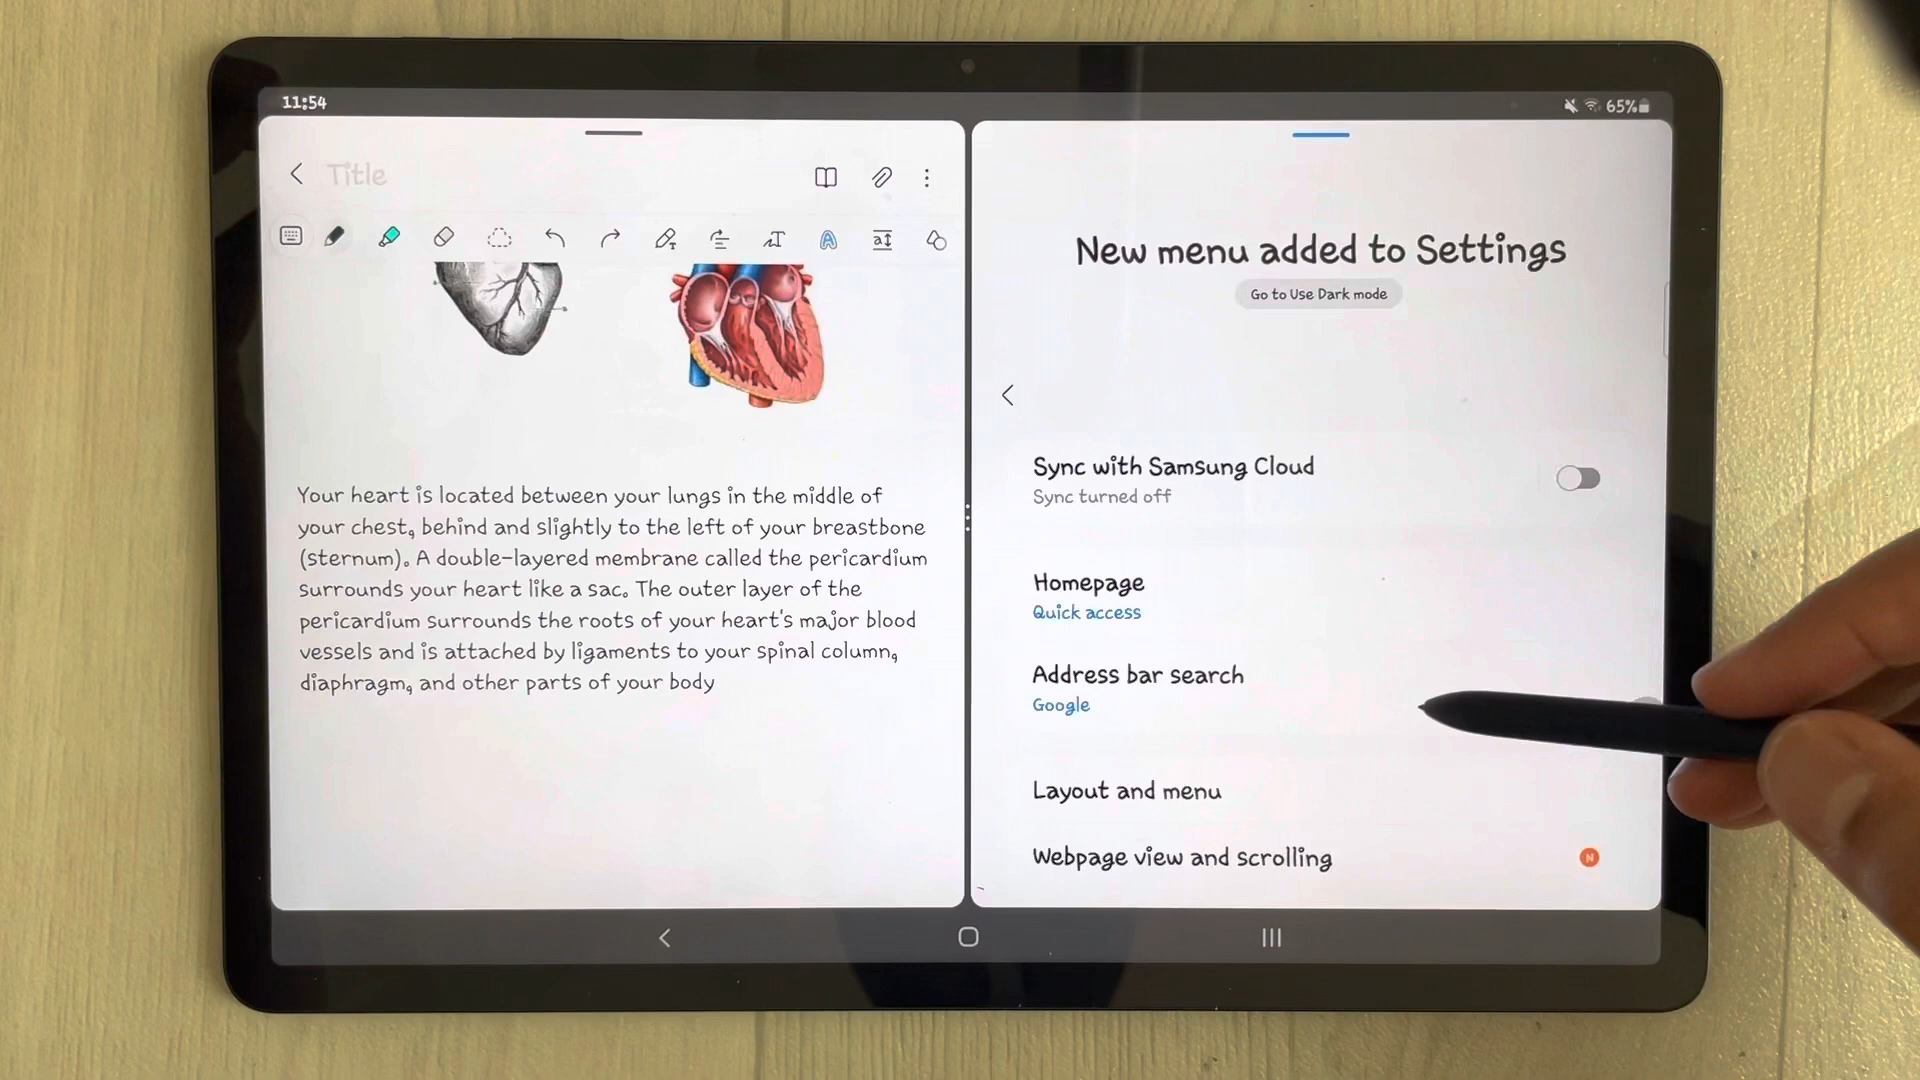 11:54
65%
Title
Your heart is located between your lungs in the middle of
your chest, behind and slightly to the left of your breastbone
(sternum). A double-layered membrane called the pericardium
surrounds your heart like a sac. The outer layer of the
pericardium surrounds the roots of your heart's major blood
vessels and is attached by ligaments to your spinal column,
diaphragm, and other parts of your body
New menu added to Settings
Go to Use Dark mode
Sync with Samsung Cloud
Sync turned off
Homepage
Quick access
Address bar search
Google
Layout and menu
Webpage view and scrolling
N